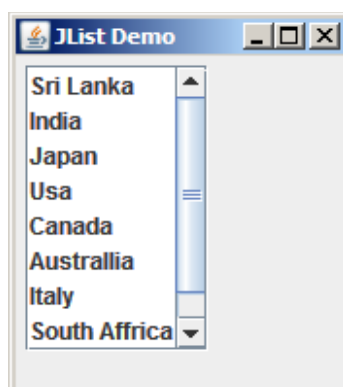 JList Demo
Sri Lanka
India
Japan
Usa
Canada
Australlia
Italy
South Affrica